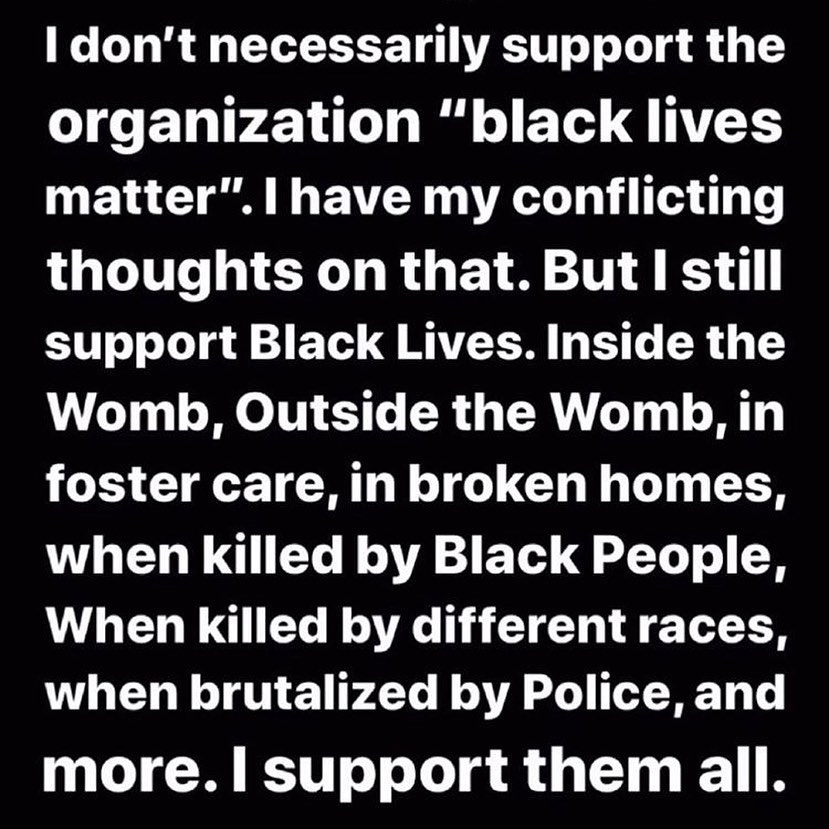 I don’t necessarily support the
organization “black lives
matter”. I have my conflicting
thoughts on that. But I still
support Black Lives. Inside the
Womb, Outside the Womb, in
foster care, in broken homes,
when killed by Black People,
When killed by different races,
when brutalized by Police, and
more. I support them all.